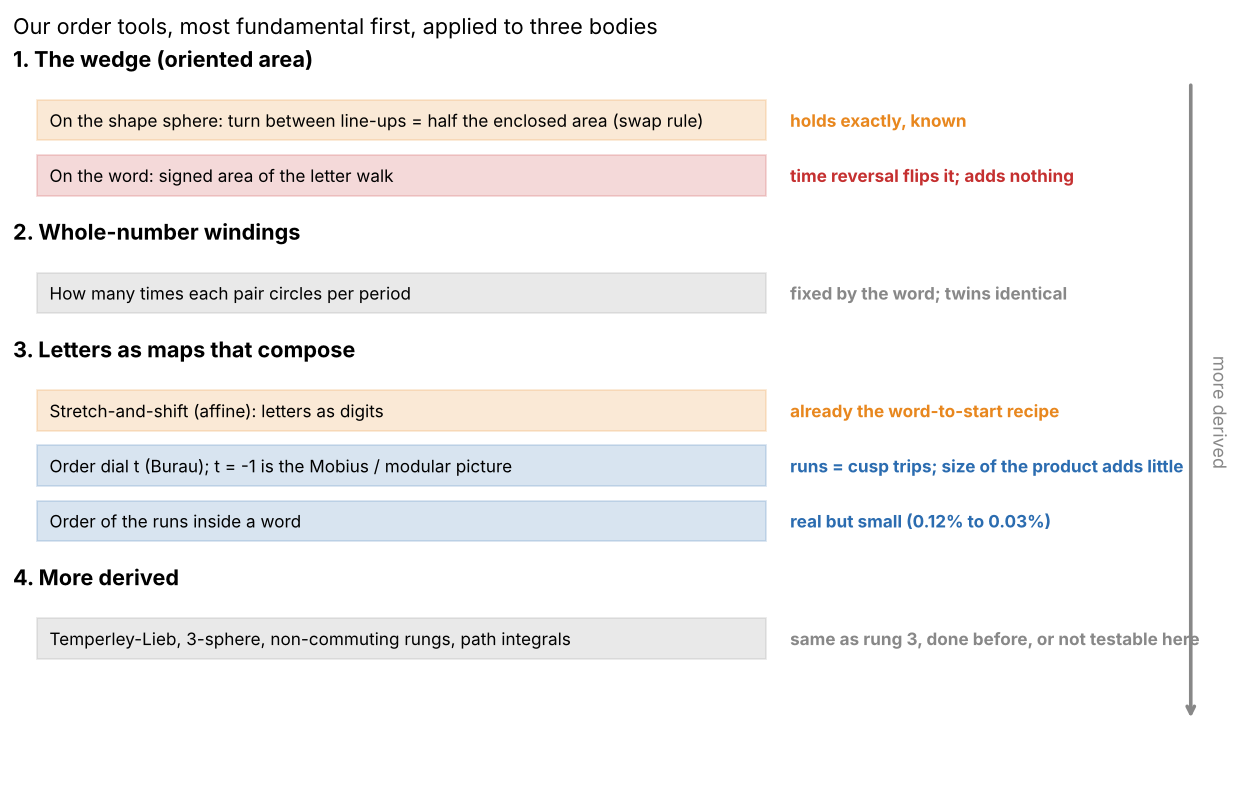 Our order tools, most fundamental first, applied to three bodies
1. The wedge (oriented area)
On the shape sphere: turn between line-ups = half the enclosed area (swap rule)
holds exactly, known
On the word: signed area of the letter walk
time reversal flips it; adds nothing
2. Whole-number windings
How many times each pair circles per period
fixed by the word; twins identical
3. Letters as maps that compose
Stretch-and-shift (affine): letters as digits
already the word-to-start recipe
Order dial t (Burau); t = -1 is the Mobius / modular picture
runs = cusp trips; size of the product adds little
Order of the runs inside a word
real but small (0.12% to 0.03%)
4. More derived
Temperley-Lieb, 3-sphere, non-commuting rungs, path integrals
same as rung 3, done before, or not testable here
more derived